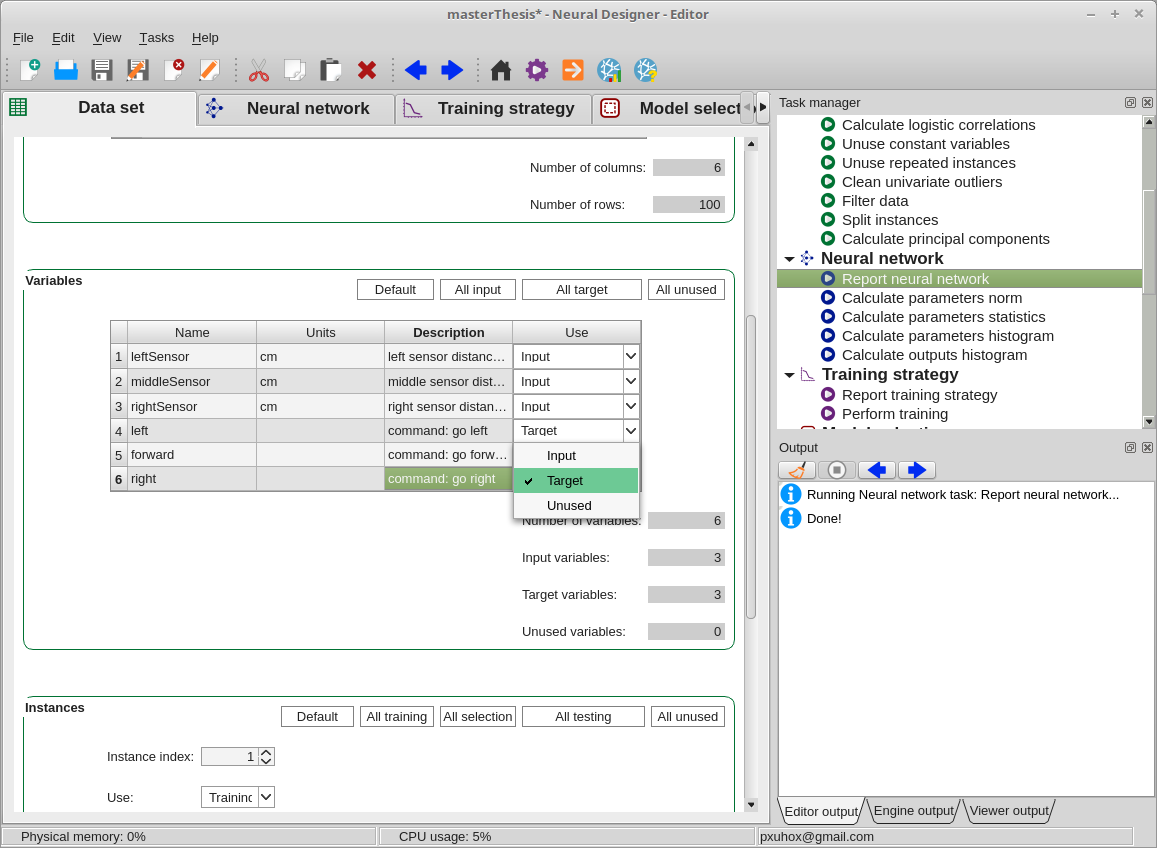 masterThesis* - Neural Designer - Editor
File Edit View Tasks Help
Data set Neural network Training strategy Model select
Number of columns: 6
Number of rows: 100
Variables
Default All input All target All unused
Name Units Description Use
1 leftSensor cm left sensor distanc... Input
2 middleSensor cm middle sensor dist... Input
3 rightSensor cm right sensor distan... Input
4 left command: go left Target
5 forward command: go forw...
6 right command: go right
Input
Target
Unused
Number of variables: 6
Input variables: 3
Target variables: 3
Unused variables: 0
Instances
Default All training All selection All testing All unused
Instance index: 1
Use: Training
Task manager
Calculate logistic correlations
Unuse constant variables
Unuse repeated instances
Clean univariate outliers
Filter data
Split instances
Calculate principal components
Neural network
Report neural network
Calculate parameters norm
Calculate parameters statistics
Calculate parameters histogram
Calculate outputs histogram
Training strategy
Report training strategy
Perform training
Output
Running Neural network task: Report neural network...
Done!
Editor output Engine output Viewer output
Physical memory: 0% CPU usage: 5% pxuhox@gmail.com